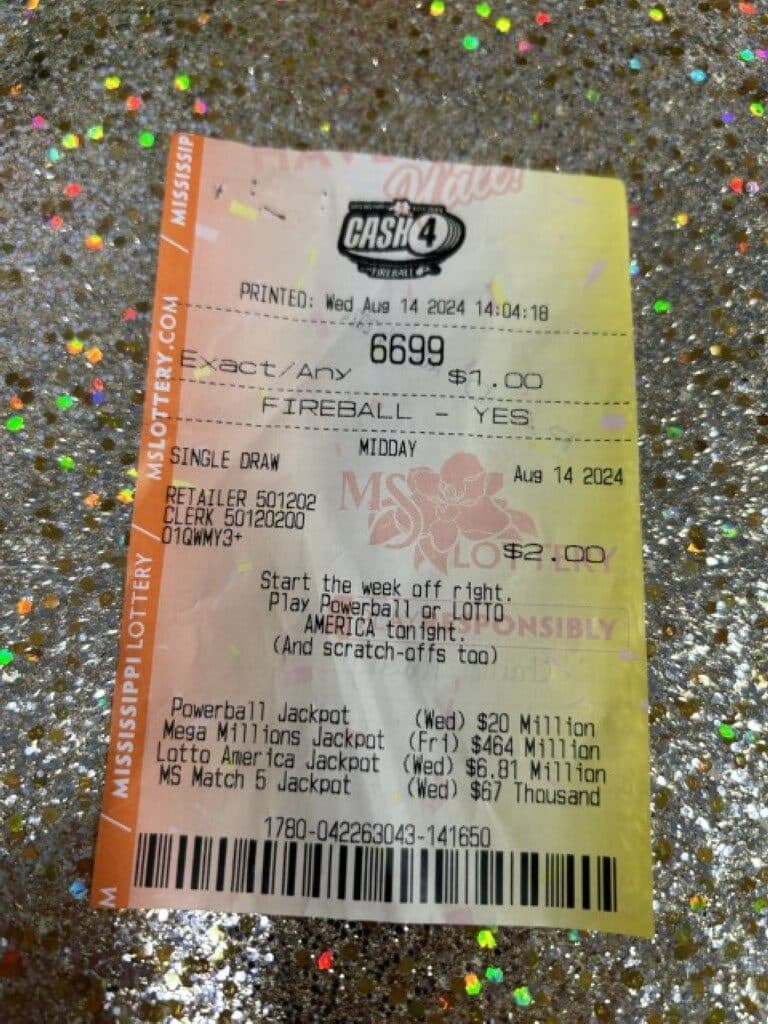 Y'all!
CASH 4
FIREBALL
PRINTED: Wed Aug 14 2024 14:04:18
6699
Exact/Any $1.00
FIREBALL - YES
MIDDAY
SINGLE DRAW Aug 14 2024
RETAILER 501202
CLERK 50120200
01QWMY3+
$2.00
MS LOTTERY
Start the week off right.
Play Powerball or LOTTO
AMERICA tonight.
(And scratch-offs too)
RESPONSIBLY
Powerball Jackpot (Wed) $20 Million
Mega Millions Jackpot (Fri) $464 Million
Lotto America Jackpot (Wed) $6.81 Million
MS Match 5 Jackpot (Wed) $67 Thousand
1780-042263043-141650
M / MISSISSIPPI LOTTERY / MSLOTTERY.COM / MISSISSIP